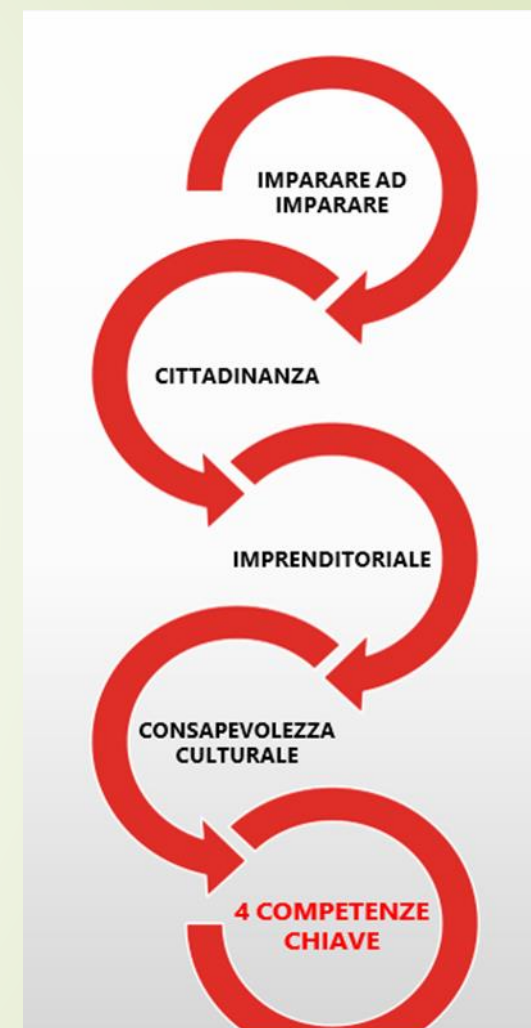 IMPARARE AD
IMPARARE
CITTADINANZA
IMPRENDITORIALE
CONSAPEVOLEZZA
CULTURALE
4 COMPETENZE
CHIAVE